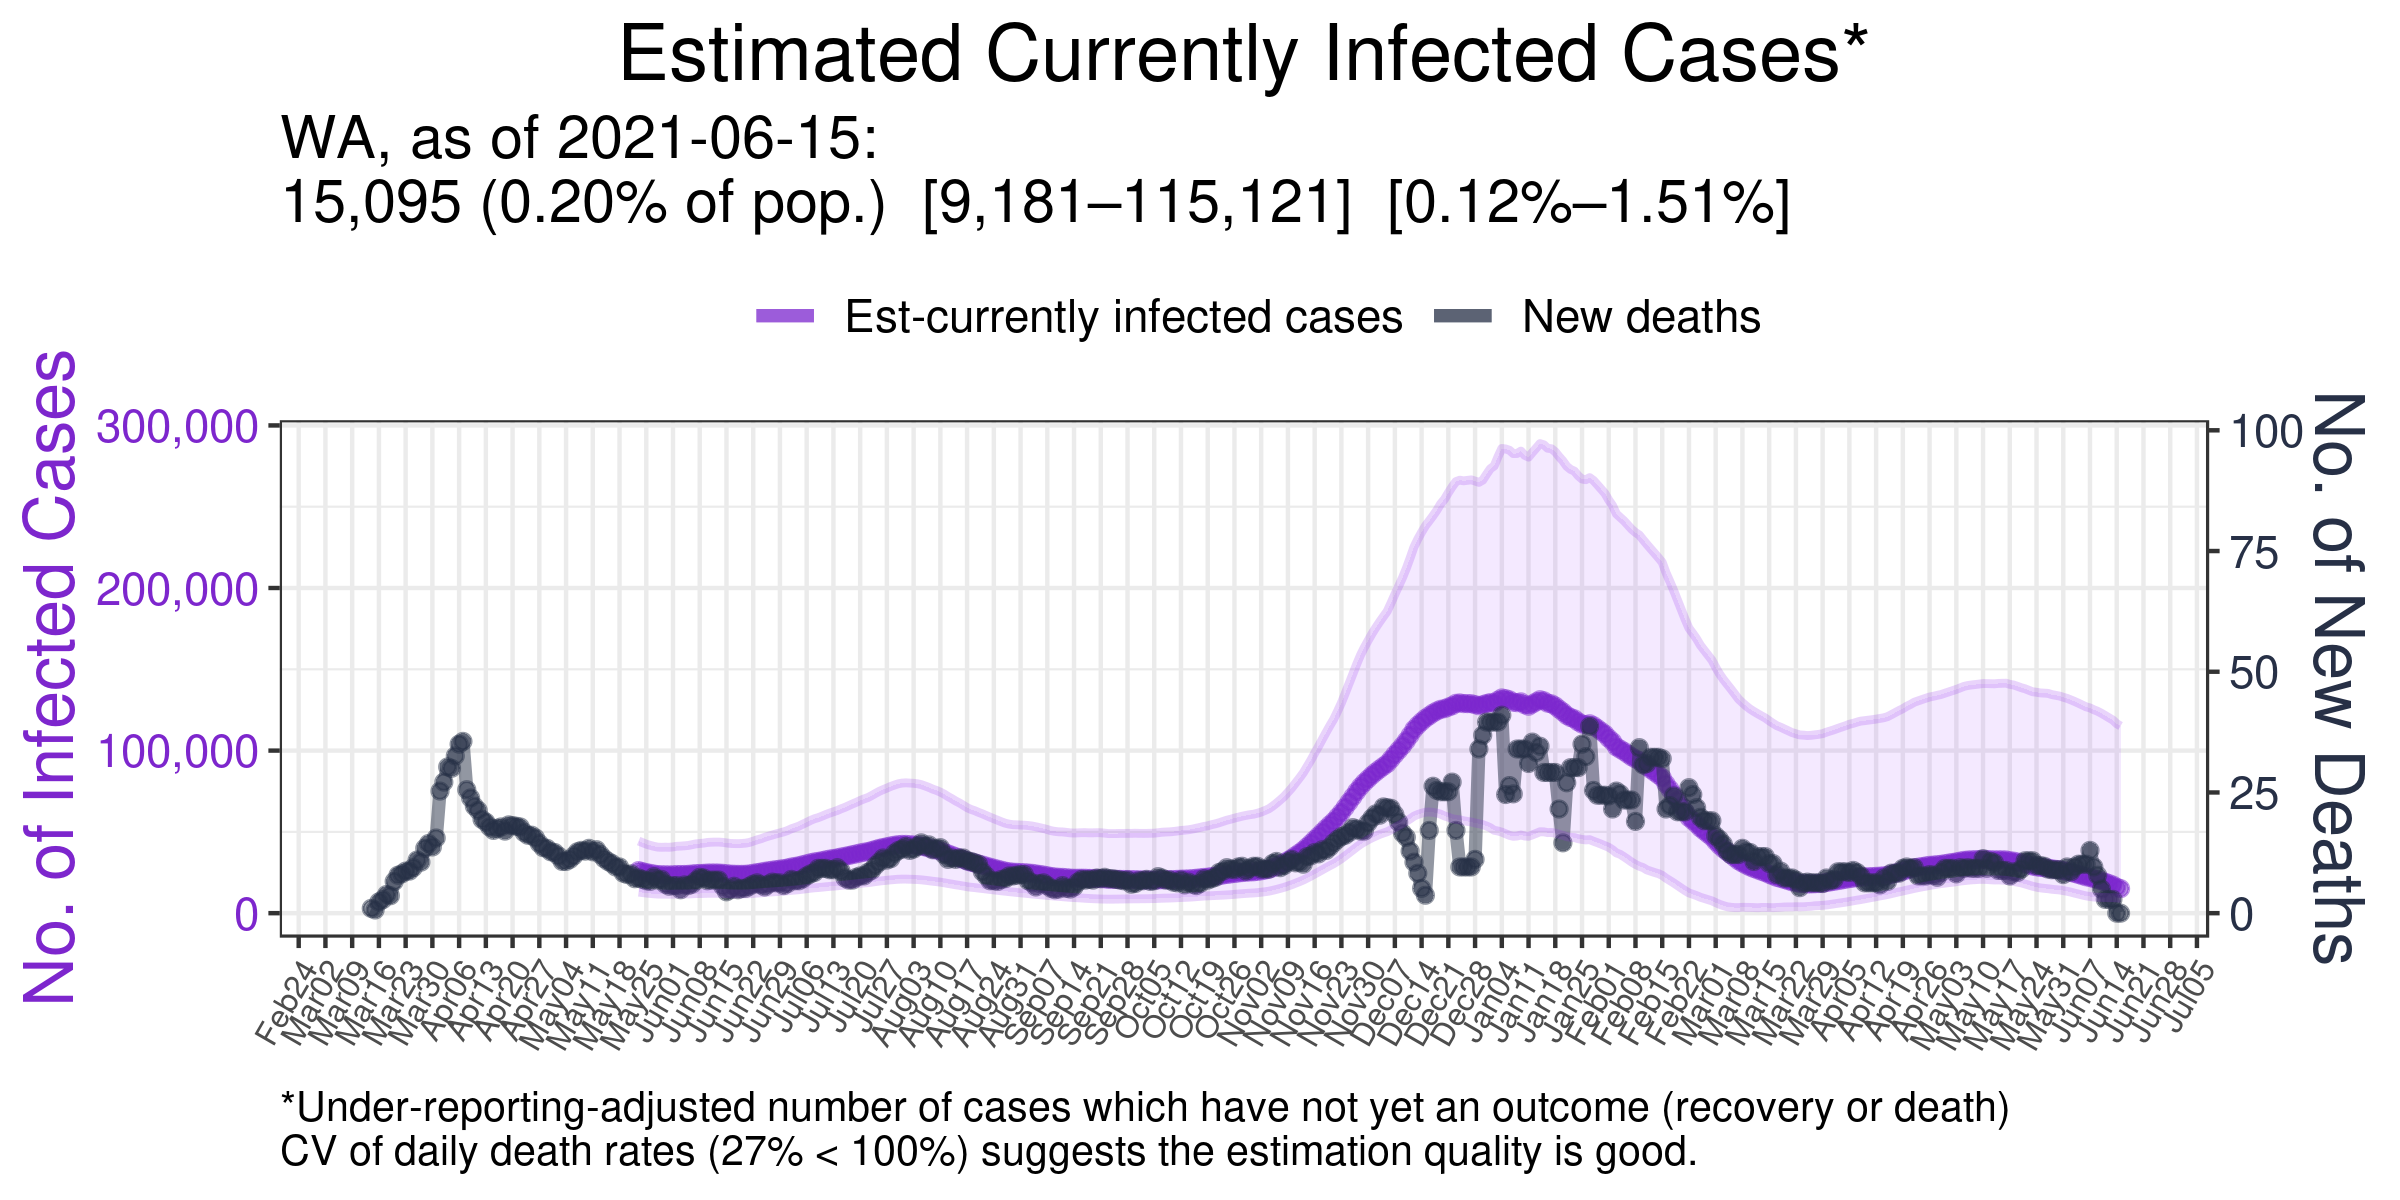 Estimated Currently Infected Cases*
WA, as of 2021-06-15:
15,095 (0.20% of pop.) [9,181–115,121] [0.12%–1.51%]
Est-currently infected cases New deaths
No. of Infected Cases
300,000
200,000
100,000
0
100
75
50
25
0
No. of New Deaths
Feb24
Mar02
Mar09
Mar16
Mar23
Mar30
Apr06
Apr13
Apr20
Apr27
May04
May11
May18
May25
Jun01
Jun08
Jun15
Jun22
Jun29
Jul06
Jul13
Jul20
Jul27
Aug03
Aug10
Aug17
Aug24
Aug31
Sep07
Sep14
Sep21
Sep28
Oct05
Oct12
Oct19
Oct26
Nov02
Nov09
Nov16
Nov23
Nov30
Dec07
Dec14
Dec21
Dec28
Jan04
Jan11
Jan18
Jan25
Feb01
Feb08
Feb15
Feb22
Mar01
Mar08
Mar15
Mar22
Mar29
Apr05
Apr12
Apr19
Apr26
May03
May10
May17
May24
May31
Jun07
Jun14
Jun21
Jun28
Jul05
*Under-reporting-adjusted number of cases which have not yet an outcome (recovery or death)
CV of daily death rates (27% < 100%) suggests the estimation quality is good.